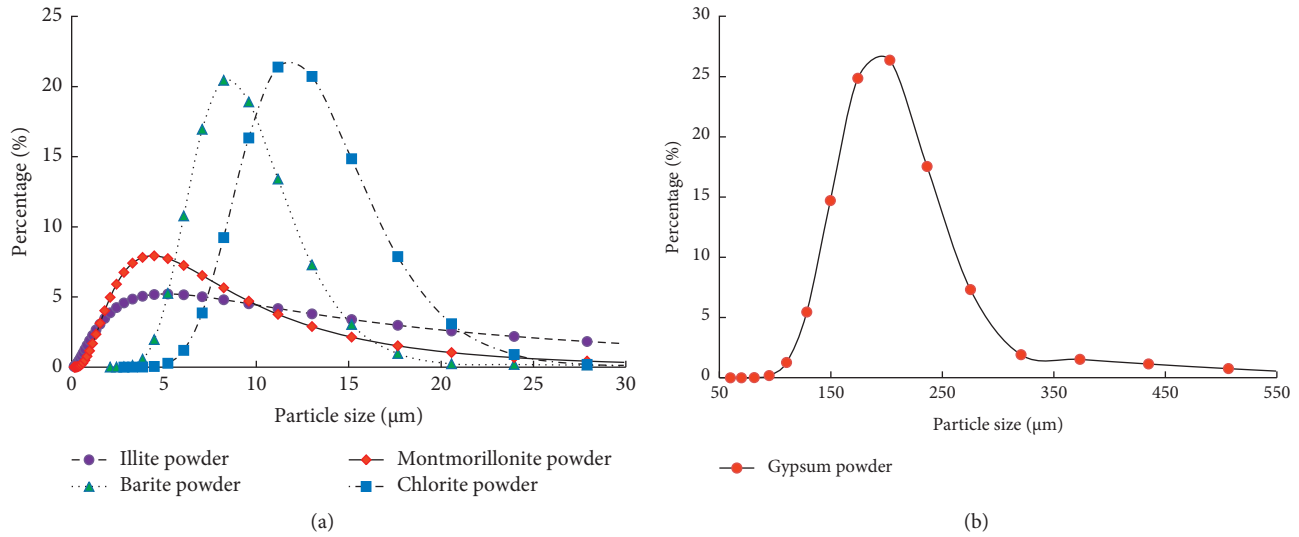 25
20
15
10
5
0
Percentage (%)
0 5 10 15 20 25 30
Particle size (μm)
Illite powder
Montmorillonite powder
Barite powder
Chlorite powder
(a)
30
25
20
15
10
5
0
Percentage (%)
50 150 250 350 450 550
Particle size (μm)
Gypsum powder
(b)